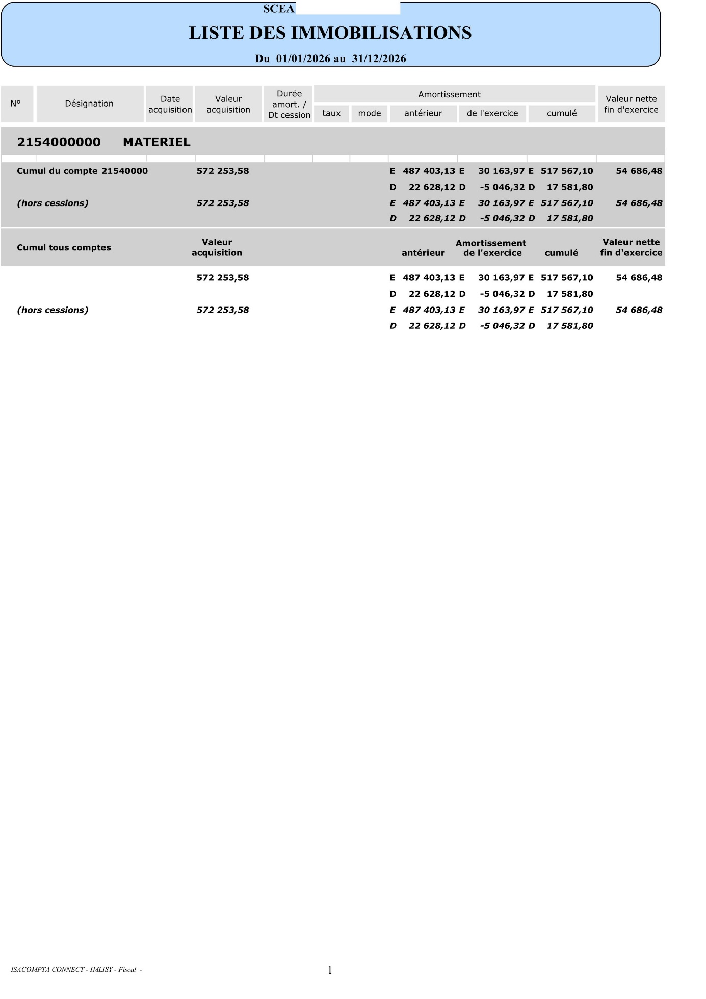 SCEA
LISTE DES IMMOBILISATIONS
Du 01/01/2026 au 31/12/2026
N° Désignation Date acquisition Valeur acquisition Durée amort. / Dt cession Amortissement Valeur nette fin d'exercice
taux mode antérieur de l'exercice cumulé
2154000000 MATERIEL
Cumul du compte 21540000 572 253,58 E 487 403,13 E 30 163,97 E 517 567,10 54 686,48
D 22 628,12 D -5 046,32 D 17 581,80
(hors cessions) 572 253,58 E 487 403,13 E 30 163,97 E 517 567,10 54 686,48
D 22 628,12 D -5 046,32 D 17 581,80
Cumul tous comptes Valeur acquisition antérieur Amortissement de l'exercice cumulé Valeur nette fin d'exercice
572 253,58 E 487 403,13 E 30 163,97 E 517 567,10 54 686,48
D 22 628,12 D -5 046,32 D 17 581,80
(hors cessions) 572 253,58 E 487 403,13 E 30 163,97 E 517 567,10 54 686,48
D 22 628,12 D -5 046,32 D 17 581,80
ISACOMPTA CONNECT - IMLISY - Fiscal - 1